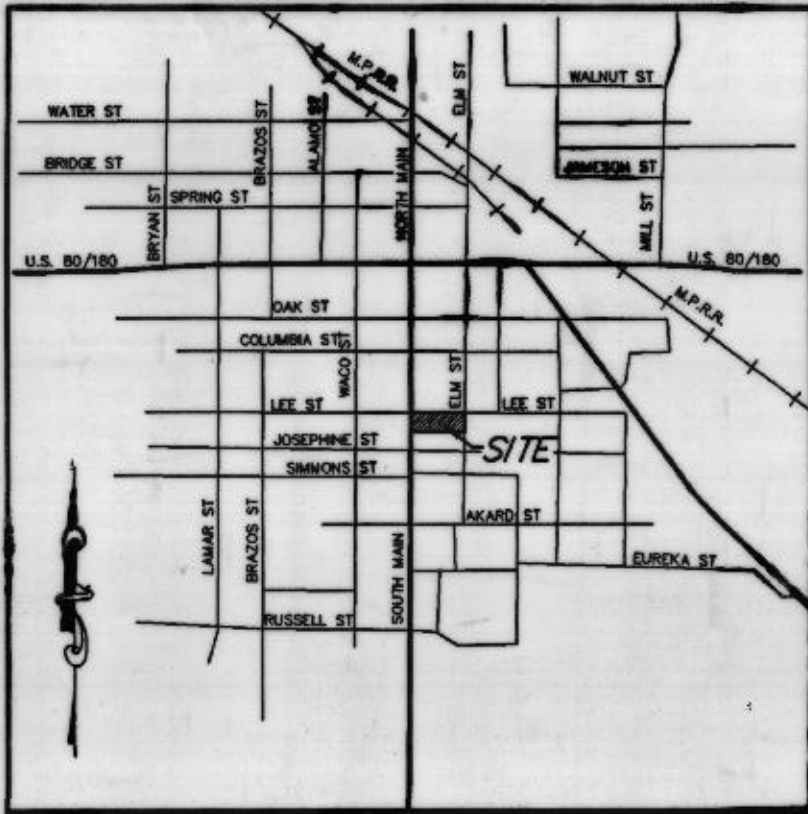 M.P.R.R.
WALNUT ST
ELM ST
WATER ST
BRAZOS ST
ALAMO ST
BRIDGE ST
JAMESON ST
NORTH MAIN
BRYAN ST
SPRING ST
MILL ST
U.S. 80/180
U.S. 80/180
M.P.R.R.
OAK ST
COLUMBIA ST
WACO ST
ELM ST
LEE ST
LEE ST
JOSEPHINE ST
SITE
SIMMONS ST
LAMAR ST
BRAZOS ST
AKARD ST
SOUTH MAIN
EUREKA ST
RUSSELL ST